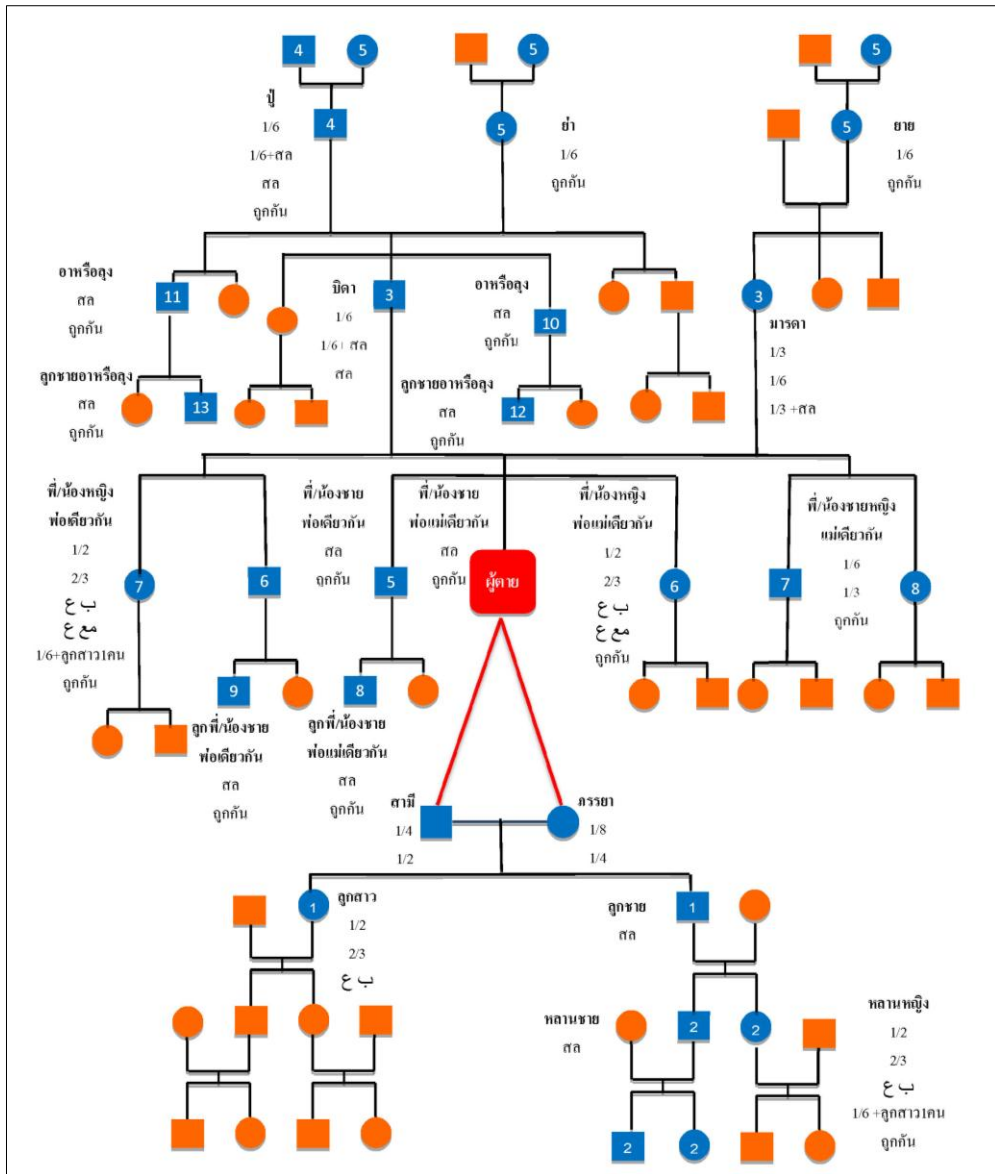 4
5
5
5
ปู่
1/6
1/6+สล
สล
ถูกกัน
4
5
ย่า
1/6
ถูกกัน
5
ยาย
1/6
ถูกกัน
อาหรือลุง
สล
ถูกกัน
11
บิดา
1/6
1/6+ สล
สล
3
อาหรือลุง
สล
ถูกกัน
10
3
มารดา
1/3
1/6
1/3 +สล
ลูกชายอาหรือลุง
สล
ถูกกัน
13
ลูกชายอาหรือลุง
สล
ถูกกัน
12
พี่/น้องหญิง
พ่อเดียวกัน
1/2
2/3
ع ب
ع مع
1/6+ลูกสาว1คน
ถูกกัน
7
พี่/น้องชาย
พ่อเดียวกัน
สล
ถูกกัน
6
พี่/น้องชาย
พ่อแม่เดียวกัน
สล
ถูกกัน
5
ผู้ตาย
พี่/น้องหญิง
พ่อแม่เดียวกัน
1/2
2/3
ع ب
ع مع
ถูกกัน
6
พี่/น้องชายหญิง
แม่เดียวกัน
1/6
1/3
ถูกกัน
7
8
9
ลูกพี่/น้องชาย
พ่อเดียวกัน
สล
ถูกกัน
8
ลูกพี่/น้องชาย
พ่อแม่เดียวกัน
สล
ถูกกัน
สามี
1/4
1/2
ภรรยา
1/8
1/4
1
ลูกสาว
1/2
2/3
ع ب
ลูกชาย
สล
1
หลานชาย
สล
2
2
หลานหญิง
1/2
2/3
ع ب
1/6 +ลูกสาว1คน
ถูกกัน
2
2